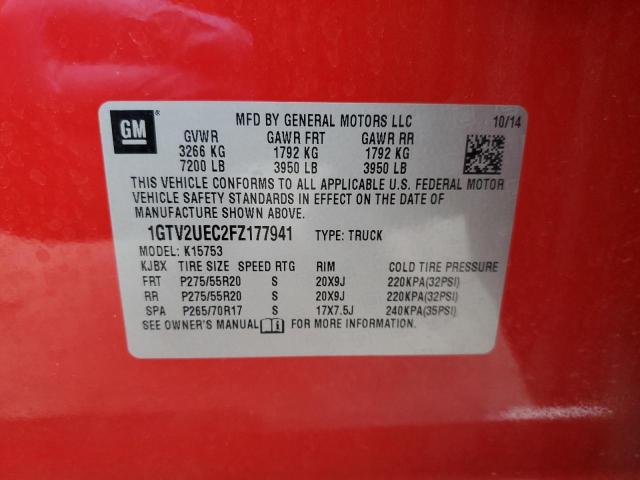 GM®
MFD BY GENERAL MOTORS LLC 10/14
GVWR GAWR FRT GAWR RR
3266 KG 1792 KG 1792 KG
7200 LB 3950 LB 3950 LB
THIS VEHICLE CONFORMS TO ALL APPLICABLE U.S. FEDERAL MOTOR
VEHICLE SAFETY STANDARDS IN EFFECT ON THE DATE OF
MANUFACTURE SHOWN ABOVE.
1GTV2UEC2FZ177941 TYPE: TRUCK
MODEL: K15753
KJBX TIRE SIZE SPEED RTG RIM COLD TIRE PRESSURE
FRT P275/55R20 S 20X9J 220KPA(32PSI)
RR P275/55R20 S 20X9J 220KPA(32PSI)
SPA P265/70R17 S 17X7.5J 240KPA(35PSI)
SEE OWNER'S MANUAL FOR MORE INFORMATION.